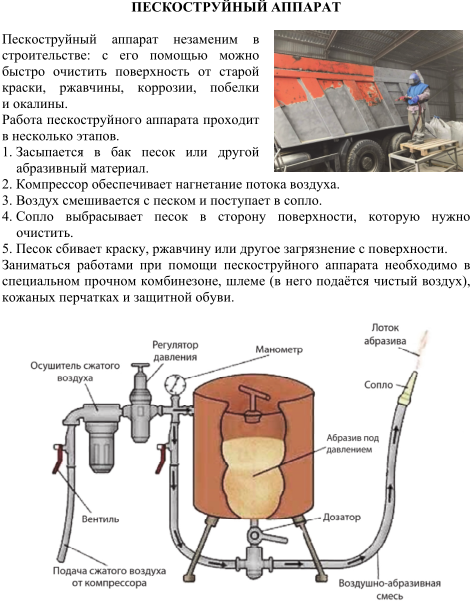 ПЕСКОСТРУЙНЫЙ АППАРАТ
Пескоструйный аппарат незаменим в
строительстве: с его помощью можно
быстро очистить поверхность от старой
краски, ржавчины, коррозии, побелки
и окалины.
Работа пескоструйного аппарата проходит
в несколько этапов.
1. Засыпается в бак песок или другой
абразивный материал.
2. Компрессор обеспечивает нагнетание потока воздуха.
3. Воздух смешивается с песком и поступает в сопло.
4. Сопло выбрасывает песок в сторону поверхности, которую нужно
очистить.
5. Песок сбивает краску, ржавчину или другое загрязнение с поверхности.
Заниматься работами при помощи пескоструйного аппарата необходимо в
специальном прочном комбинезоне, шлеме (в него подаётся чистый воздух),
кожаных перчатках и защитной обуви.
Лоток
абразива
Регулятор
давления
Манометр
Осушитель сжатого
воздуха
Сопло
Абразив под
давлением
Вентиль
Дозатор
Подача сжатого воздуха
от компрессора
Воздушно-абразивная
смесь